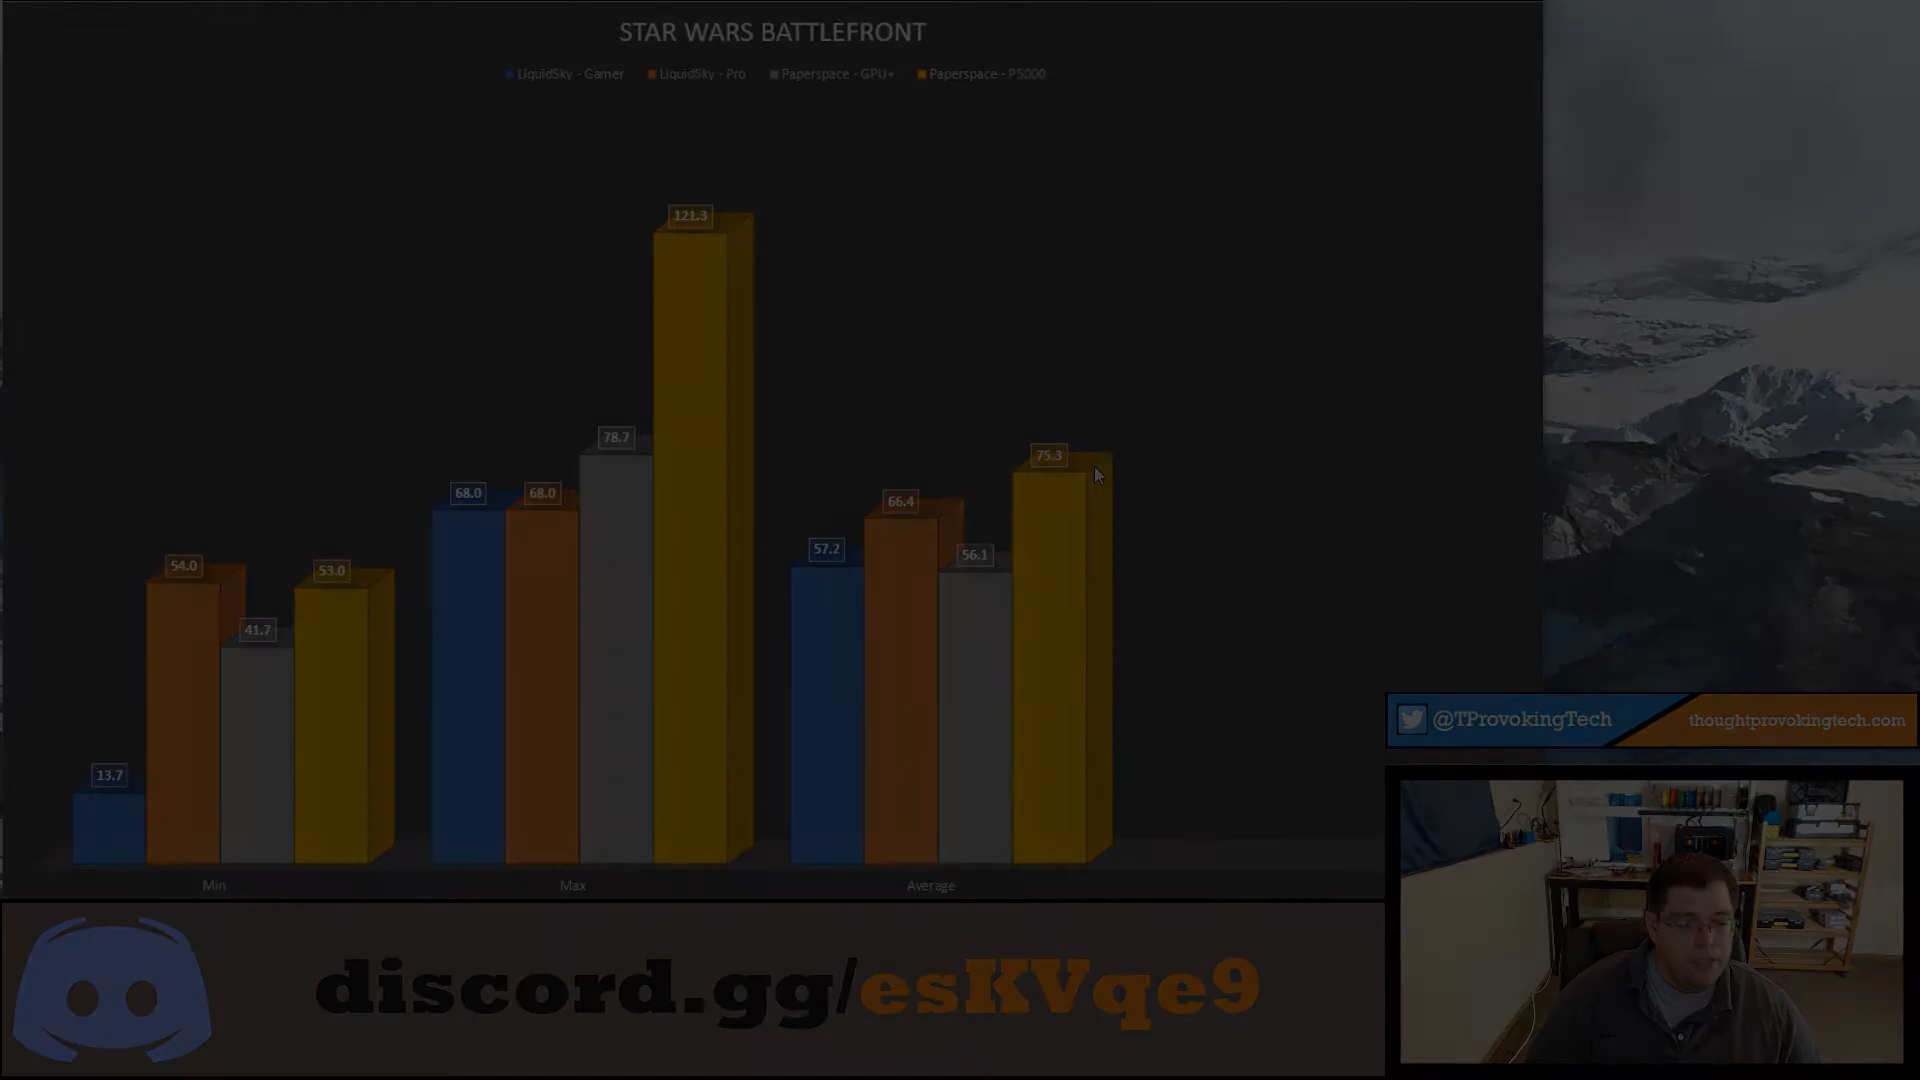 STAR WARS BATTLEFRONT
LiquidSky - Gamer LiquidSky - Pro Paperspace - GPU+ Paperspace - P5000
121.3
78.7
75.3
68.0 68.0
66.4
57.2
56.1
54.0
53.0
41.7
13.7
Min Max Average
@TProvokingTech thoughtprovokingtech.com
discord.gg/esKVqe9